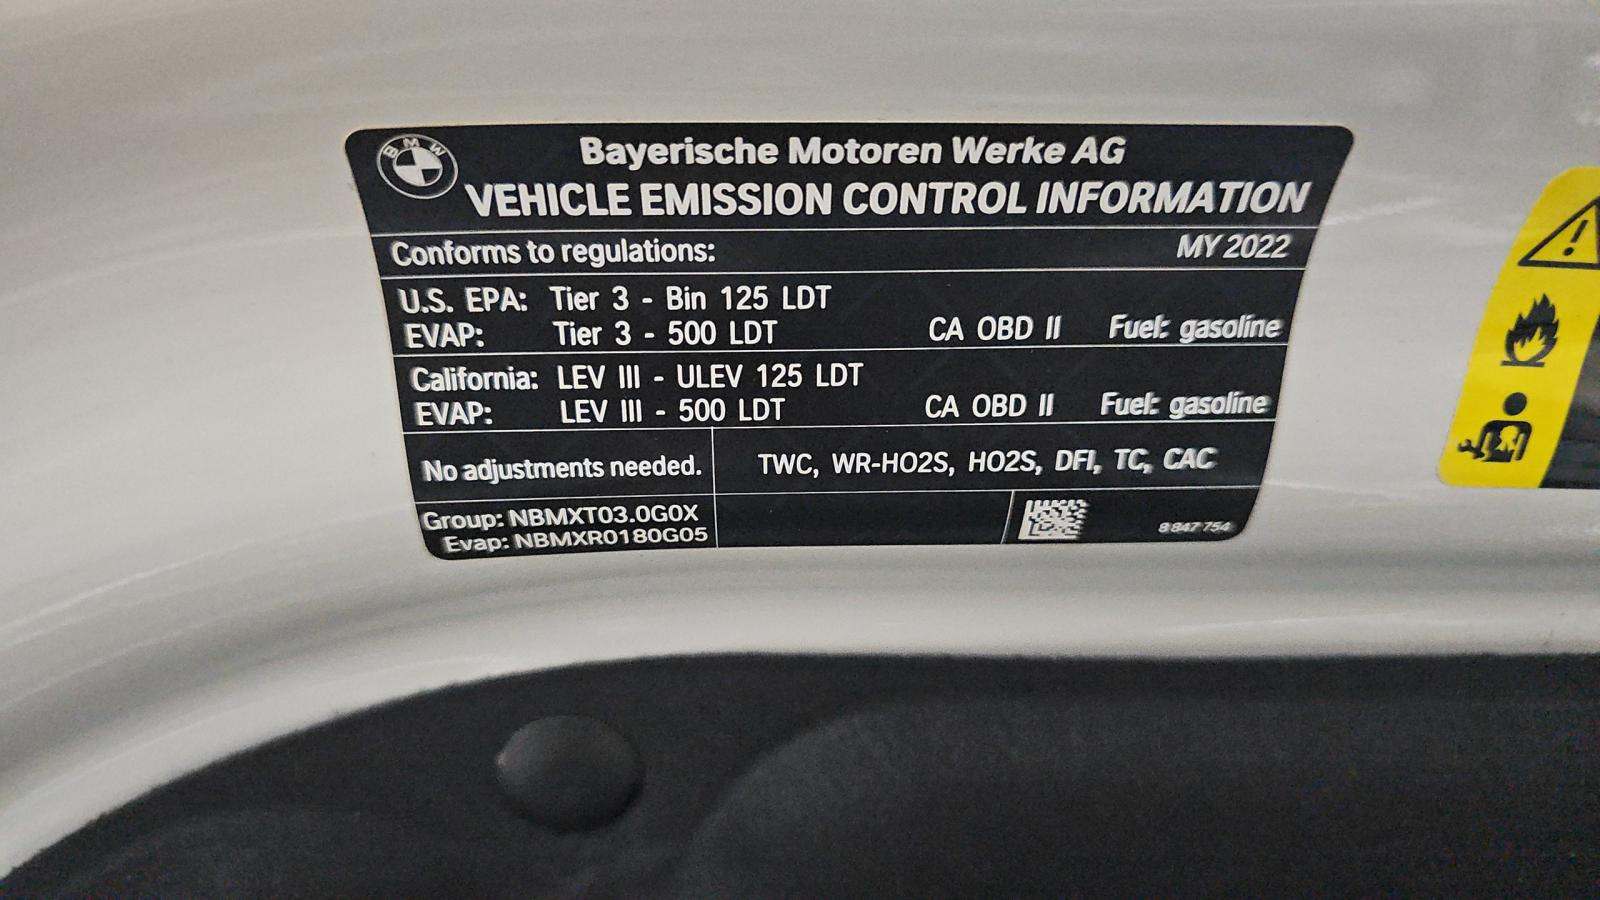 BMW
Bayerische Motoren Werke AG
VEHICLE EMISSION CONTROL INFORMATION
Conforms to regulations: MY 2022
U.S. EPA: Tier 3 - Bin 125 LDT
EVAP: Tier 3 - 500 LDT CA OBD II Fuel: gasoline
California: LEV III - ULEV 125 LDT
EVAP: LEV III - 500 LDT CA OBD II Fuel: gasoline
No adjustments needed. TWC, WR-HO2S, HO2S, DFI, TC, CAC
Group: NBMXT03.0G0X
Evap: NBMXR0180G05
8 847 754